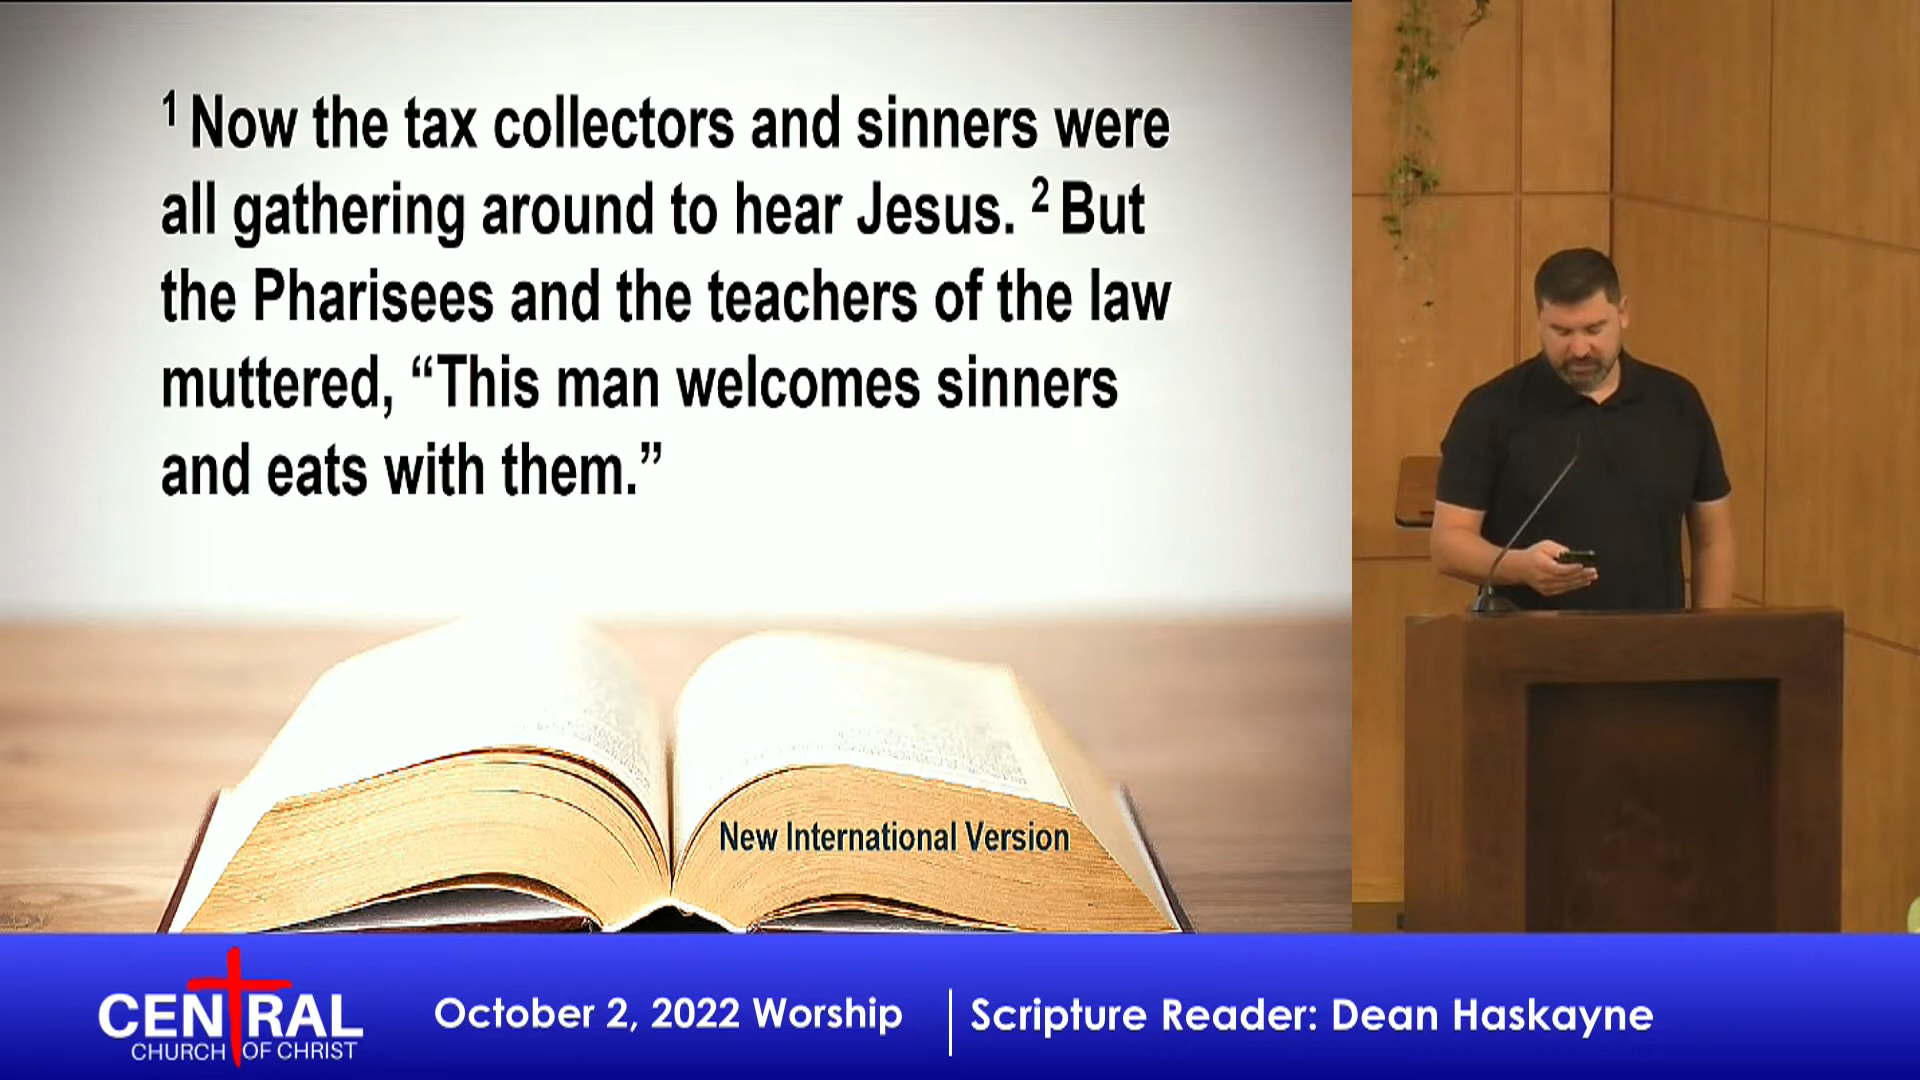 1 Now the tax collectors and sinners were
all gathering around to hear Jesus. 2 But
the Pharisees and the teachers of the law
muttered, “This man welcomes sinners
and eats with them.”
New International Version
CENTRAL
CHURCH OF CHRIST
October 2, 2022 Worship
Scripture Reader: Dean Haskayne